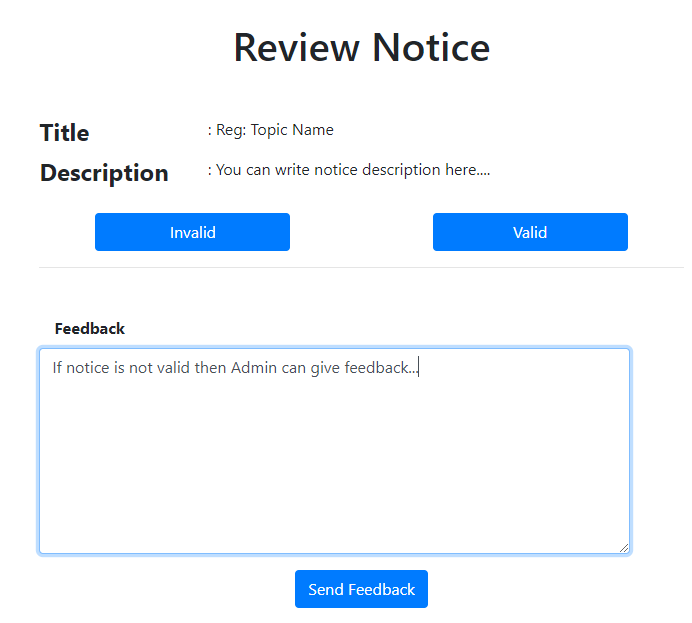 Review Notice
Title : Reg: Topic Name
Description : You can write notice description here....
Invalid Valid
Feedback
If notice is not valid then Admin can give feedback...
Send Feedback